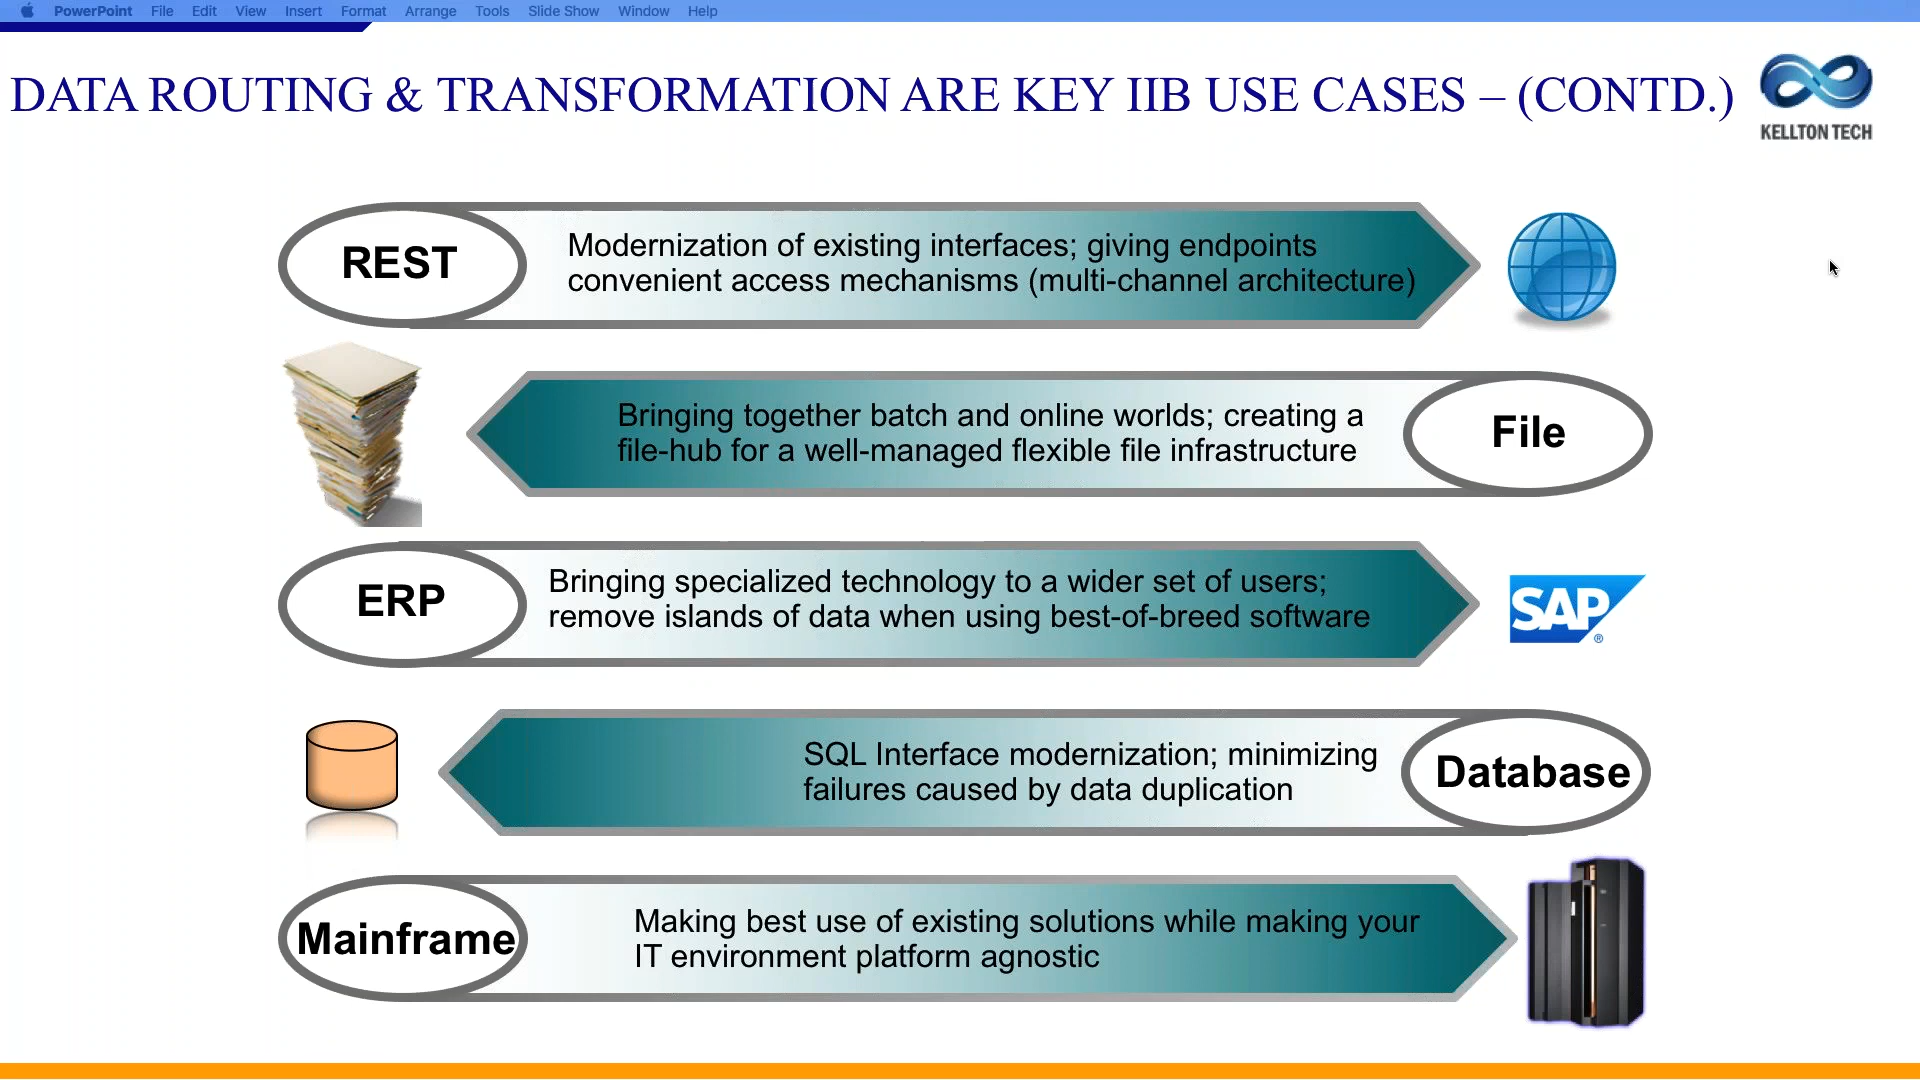 PowerPoint File Edit View Insert Format Arrange Tools Slide Show Window Help
DATA ROUTING & TRANSFORMATION ARE KEY IIB USE CASES – (CONTD.)
KELLTON TECH
REST
Modernization of existing interfaces; giving endpoints
convenient access mechanisms (multi-channel architecture)
Bringing together batch and online worlds; creating a
file-hub for a well-managed flexible file infrastructure
File
ERP
Bringing specialized technology to a wider set of users;
remove islands of data when using best-of-breed software
SAP®
SQL Interface modernization; minimizing
failures caused by data duplication
Database
Mainframe
Making best use of existing solutions while making your
IT environment platform agnostic